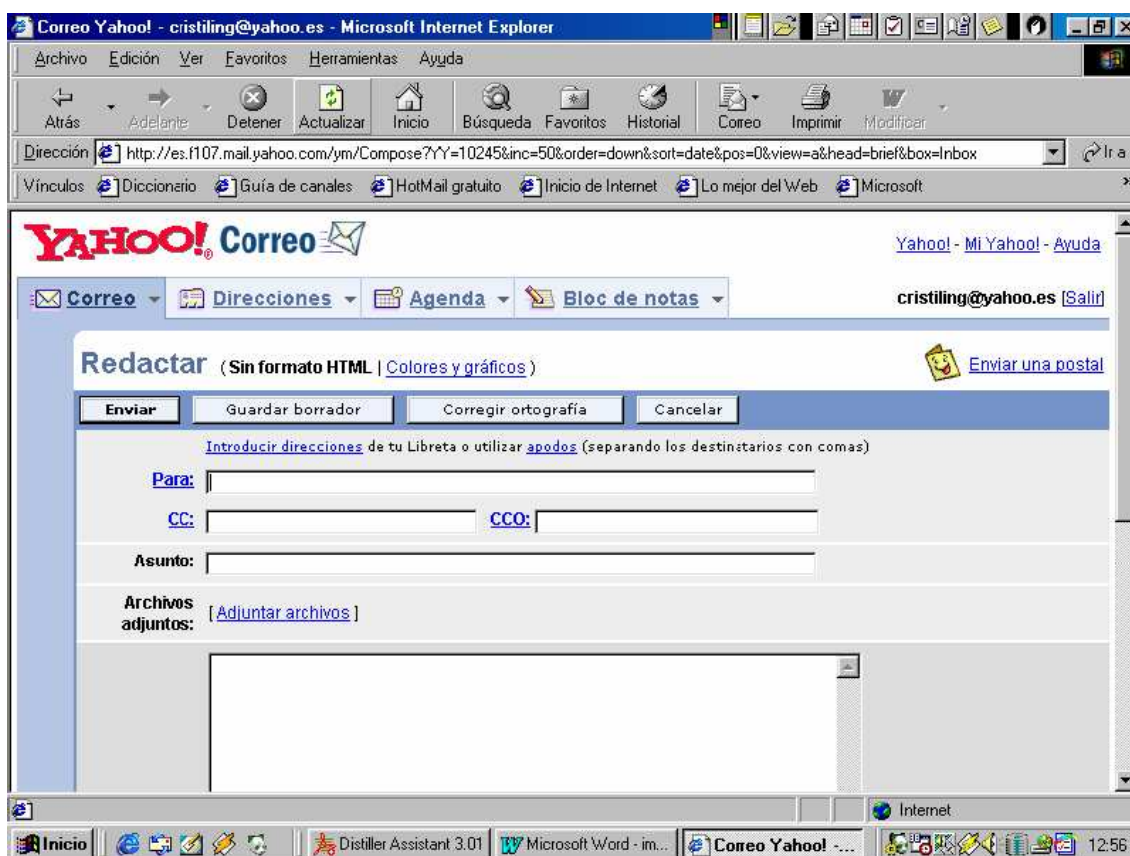 Correo Yahoo! - cristiling@yahoo.es - Microsoft Internet Explorer
Archivo Edición Ver Favoritos Herramientas Ayuda
Atrás Adelante Detener Actualizar Inicio Búsqueda Favoritos Historial Correo Imprimir Modificar
Dirección http://es.f107.mail.yahoo.com/ym/Compose?YY=10245&inc=50&order=down&sort=date&pos=0&view=a&head=brief&box=Inbox Ir a
Vínculos Diccionario Guía de canales HotMail gratuito Inicio de Internet Lo mejor del Web Microsoft »
YAHOO!® Correo
Yahoo! - Mi Yahoo! - Ayuda
Correo Direcciones Agenda Bloc de notas cristiling@yahoo.es [Salir]
Redactar (Sin formato HTML | Colores y gráficos) Enviar una postal
Enviar Guardar borrador Corregir ortografía Cancelar
Introducir direcciones de tu Libreta o utilizar apodos (separando los destinatarios con comas)
Para:
CC: CCO:
Asunto:
Archivos
adjuntos: [ Adjuntar archivos ]
Internet
Inicio Distiller Assistant 3.01 Microsoft Word - im... Correo Yahoo! -... 12:56